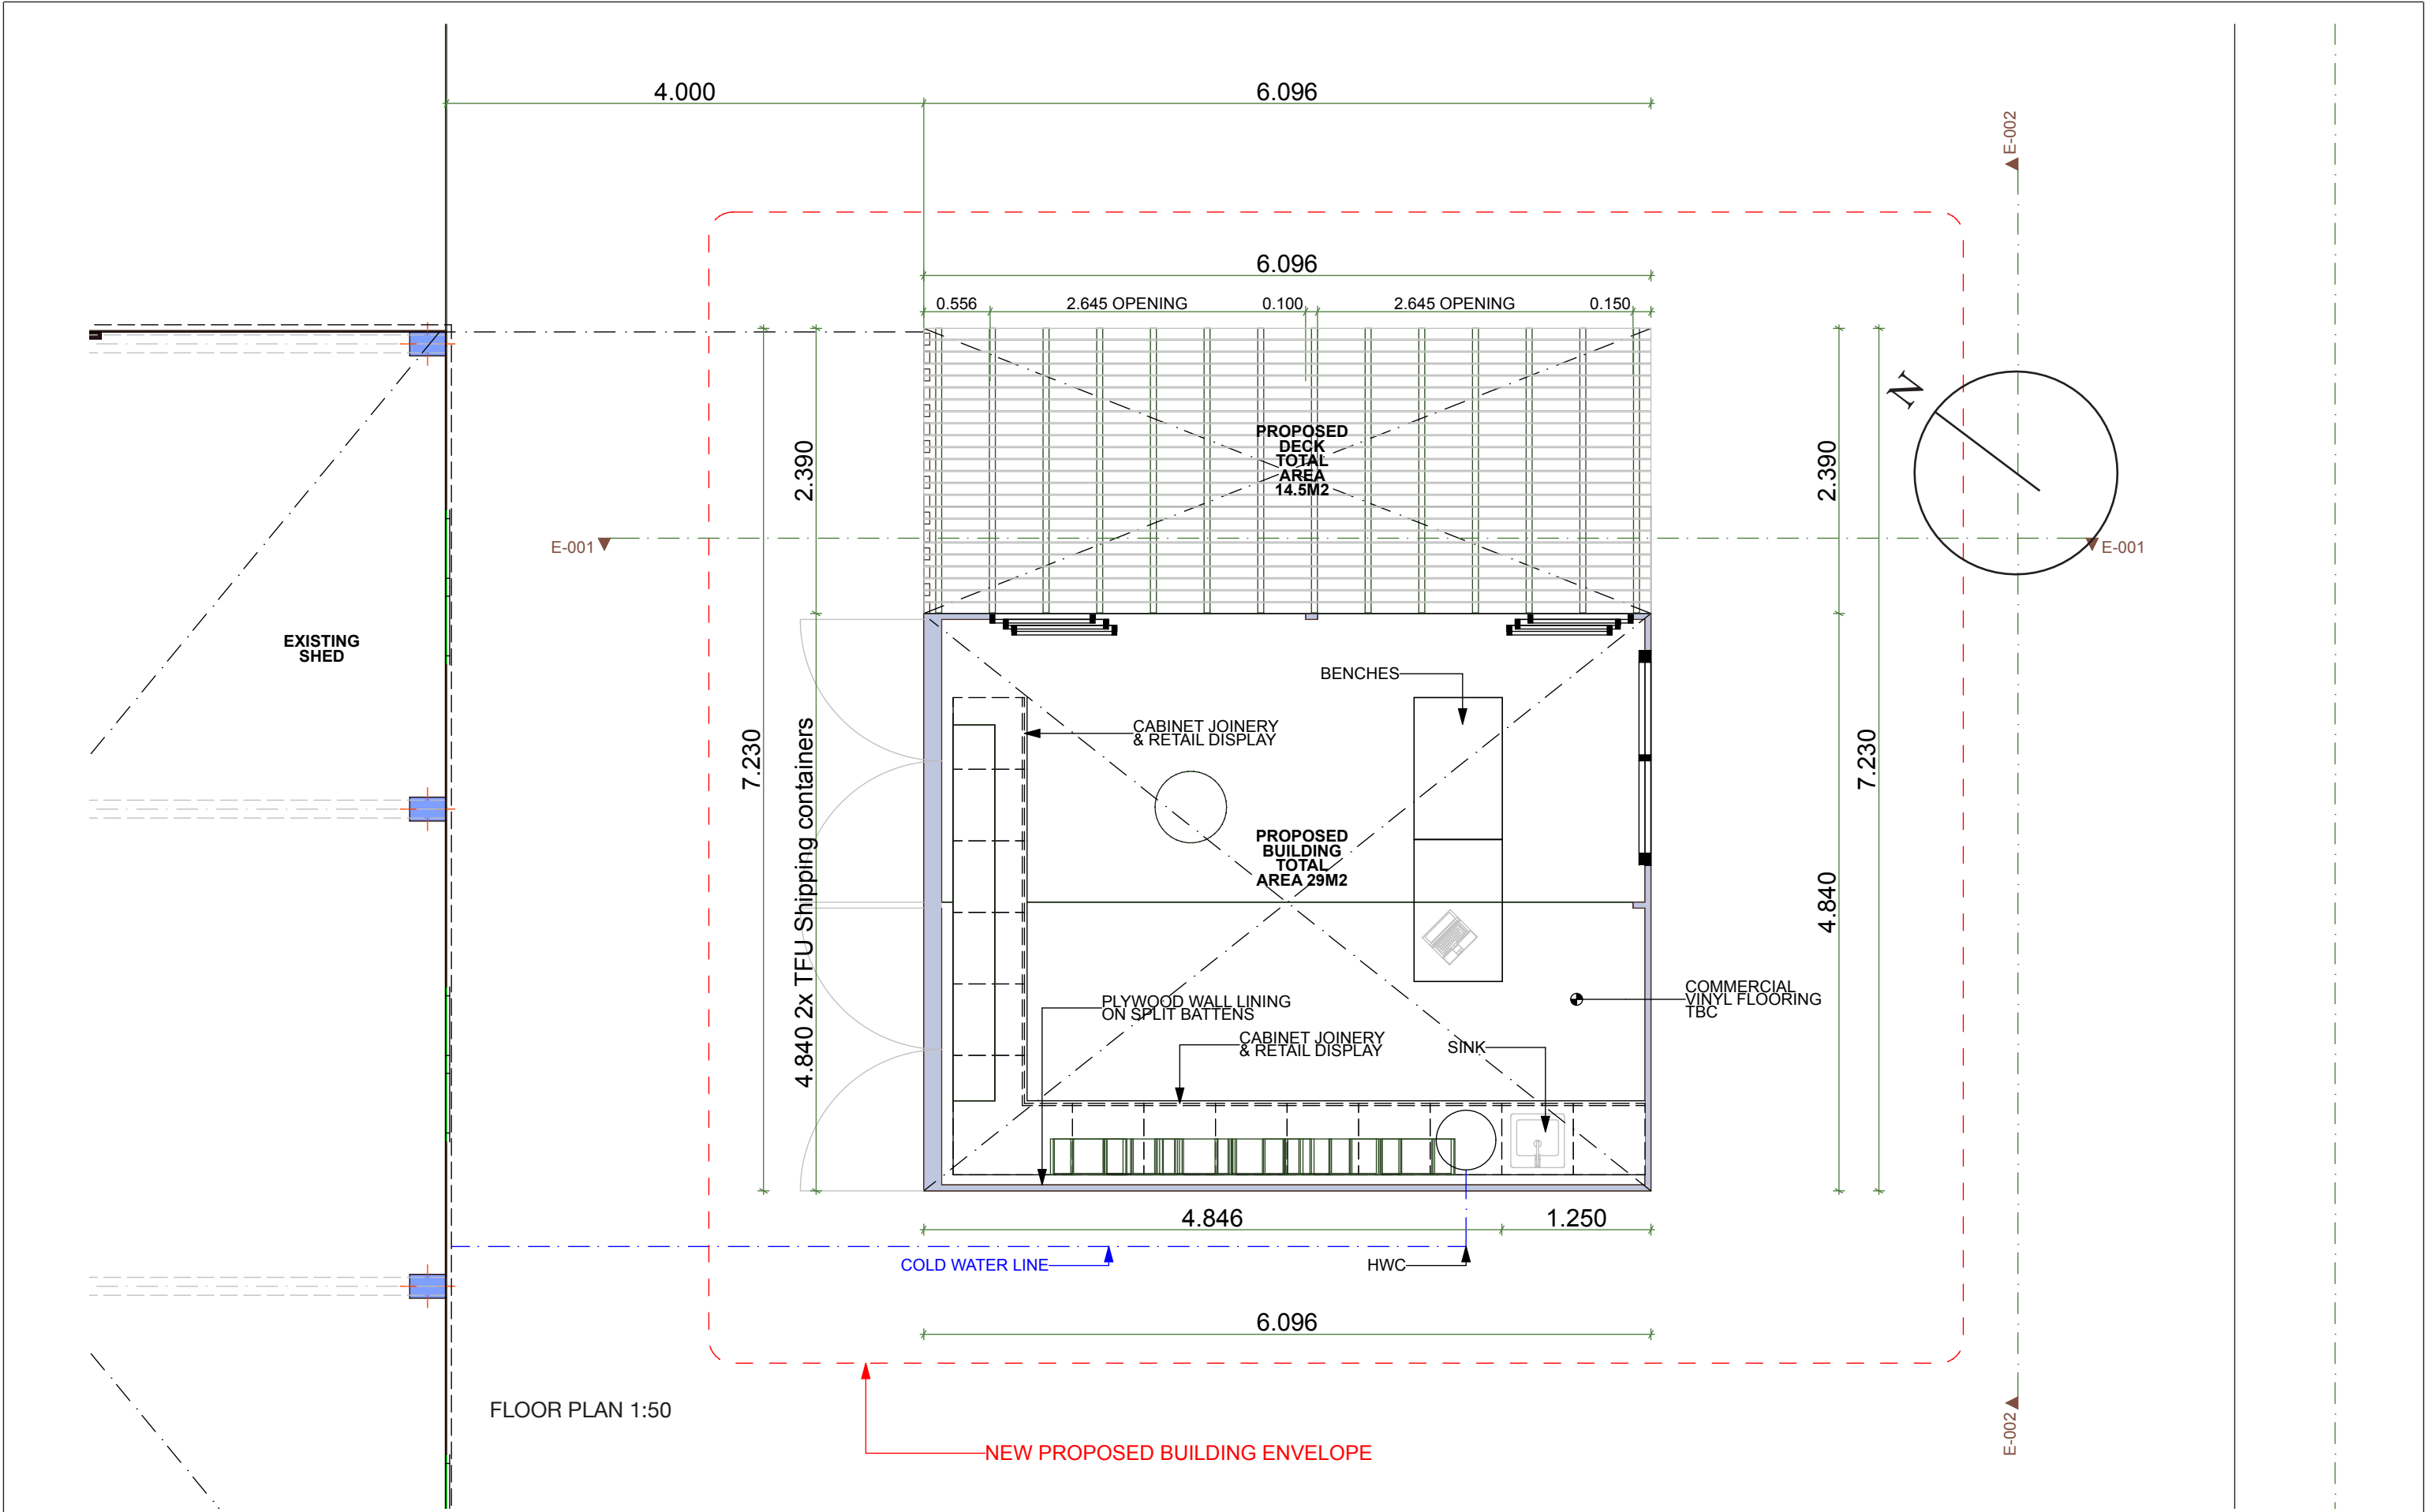 4.000
6.096
E-002
6.096
0.556
2.645 OPENING
0.100
2.645 OPENING
0.150
N
PROPOSED
DECK
TOTAL
AREA
14.5M2
2.390
2.390
E-001
E-001
EXISTING
SHED
BENCHES
CABINET JOINERY
& RETAIL DISPLAY
7.230
7.230
4.840 2x TFU Shipping containers
PROPOSED
BUILDING
TOTAL
AREA 29M2
4.840
PLYWOOD WALL LINING
ON SPLIT BATTENS
COMMERCIAL
VINYL FLOORING
TBC
CABINET JOINERY
& RETAIL DISPLAY
SINK
4.846
1.250
COLD WATER LINE
HWC
6.096
FLOOR PLAN 1:50
E-002
NEW PROPOSED BUILDING ENVELOPE